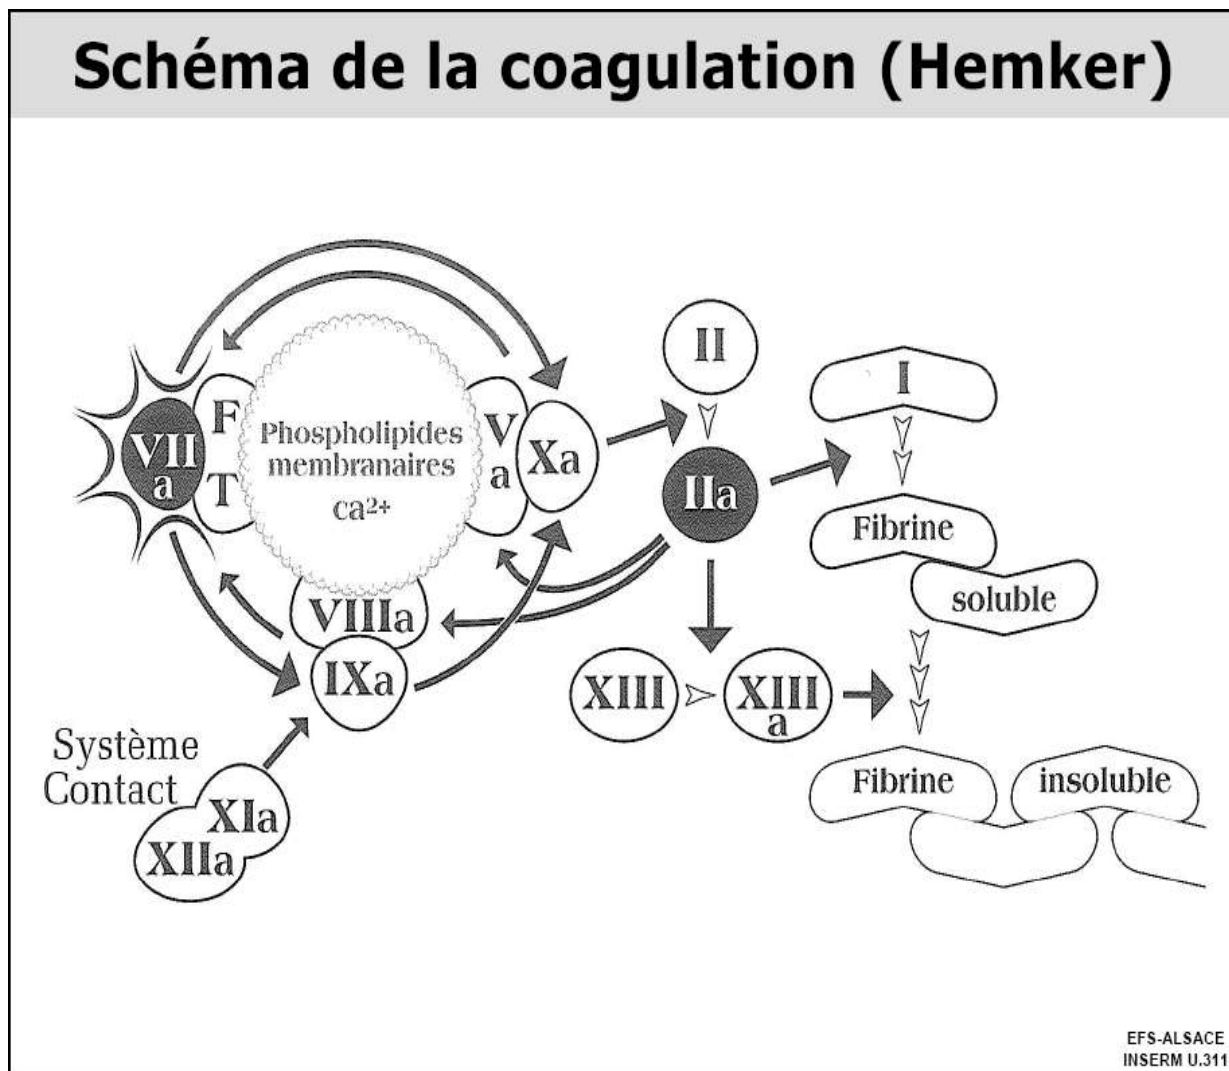 Schéma de la coagulation (Hemker)
II
I
F
T
VII
a
Phospholipides
membranaires
ca²⁺
V
a
Xa
IIa
Fibrine
soluble
VIIIa
IXa
XIII
XIII
a
Système
Contact
XIa
XIIa
Fibrine
insoluble
EFS-ALSACE
INSERM U.311